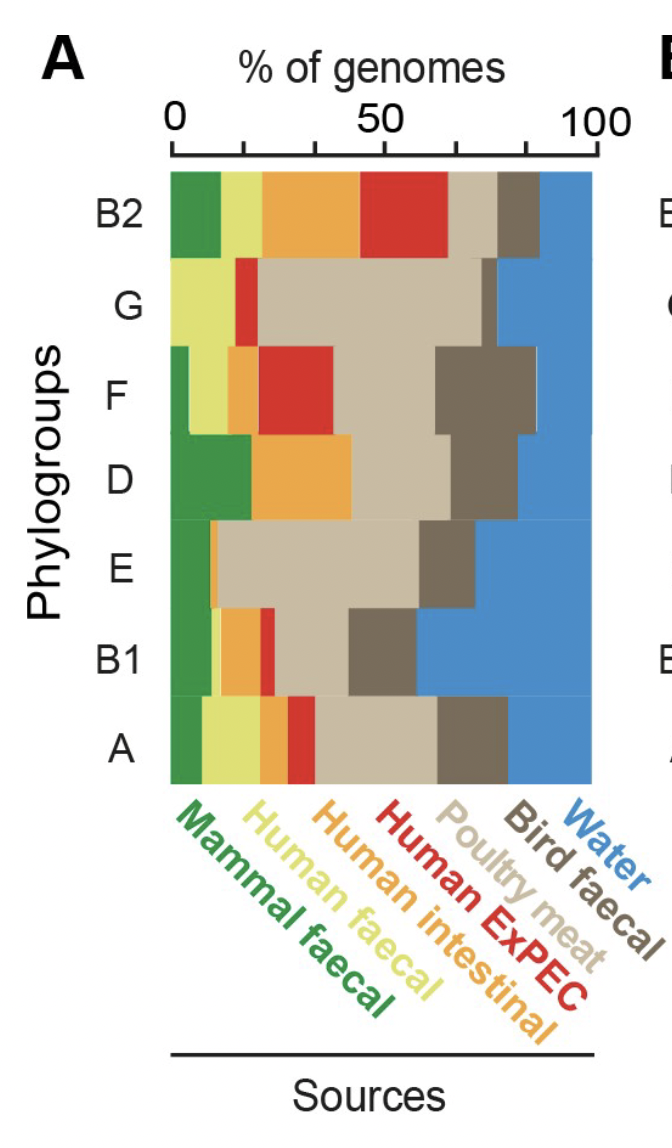 A
% of genomes
0 50 100
Phylogroups
B2
G
F
D
E
B1
A
Mammal faecal
Human faecal
Human intestinal
Human ExPEC
Poultry meat
Bird faecal
Water
Sources